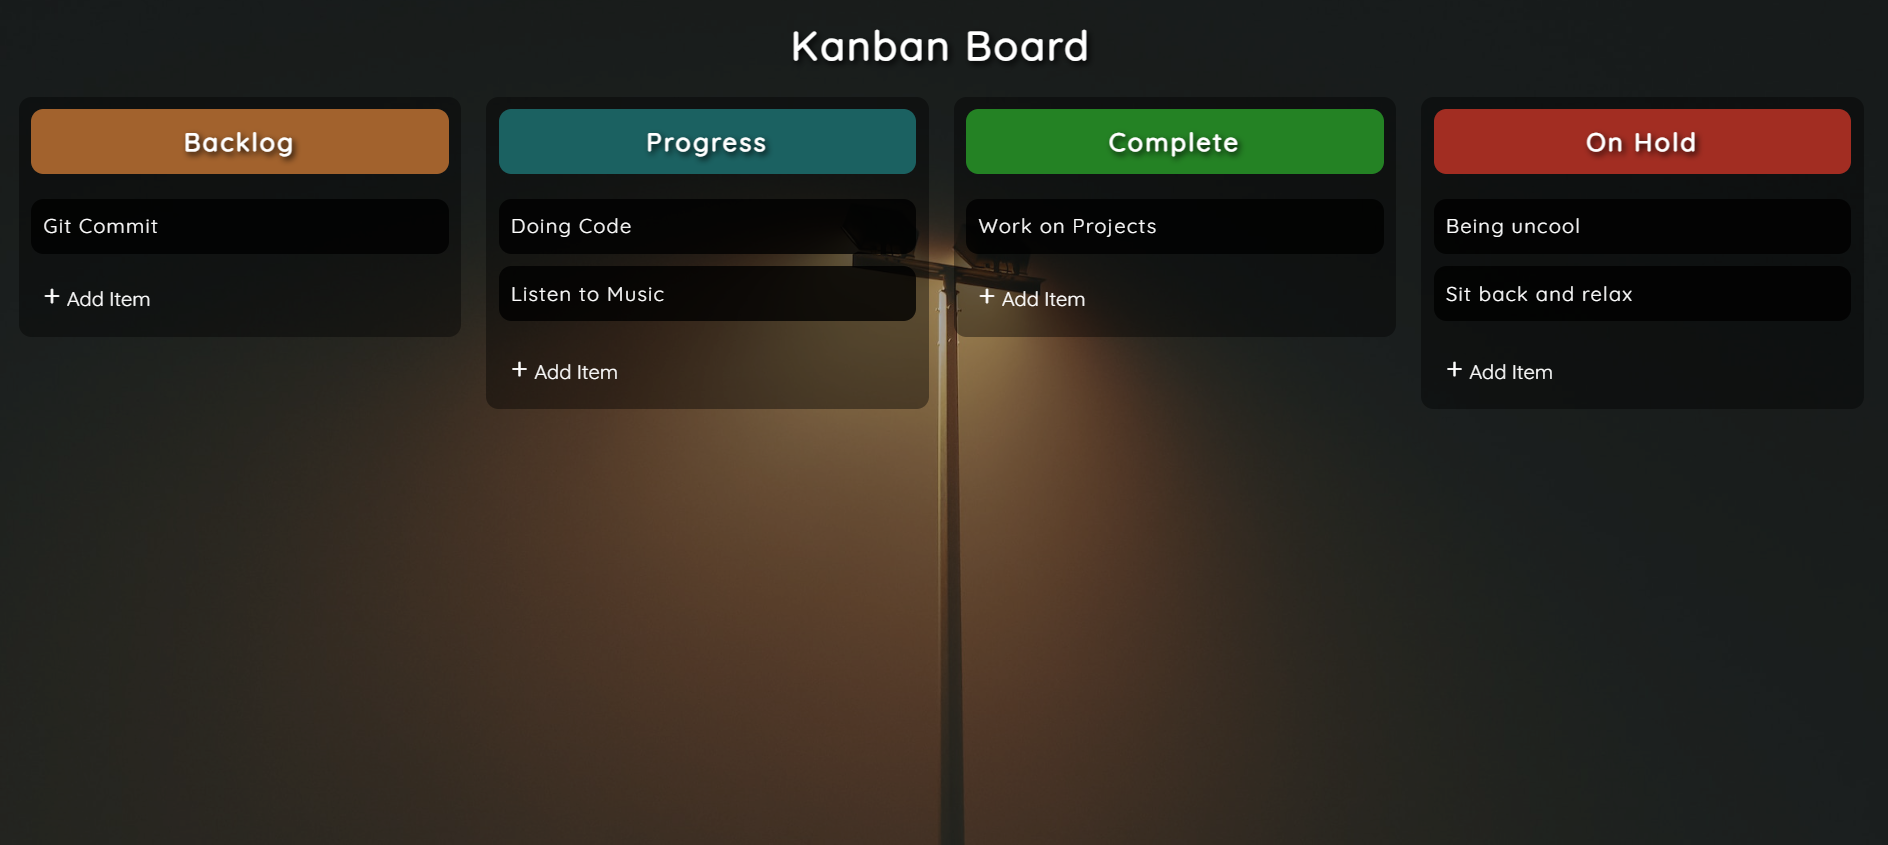 Kanban Board
Backlog
Git Commit
+ Add Item
Progress
Doing Code
Listen to Music
+ Add Item
Complete
Work on Projects
+ Add Item
On Hold
Being uncool
Sit back and relax
+ Add Item